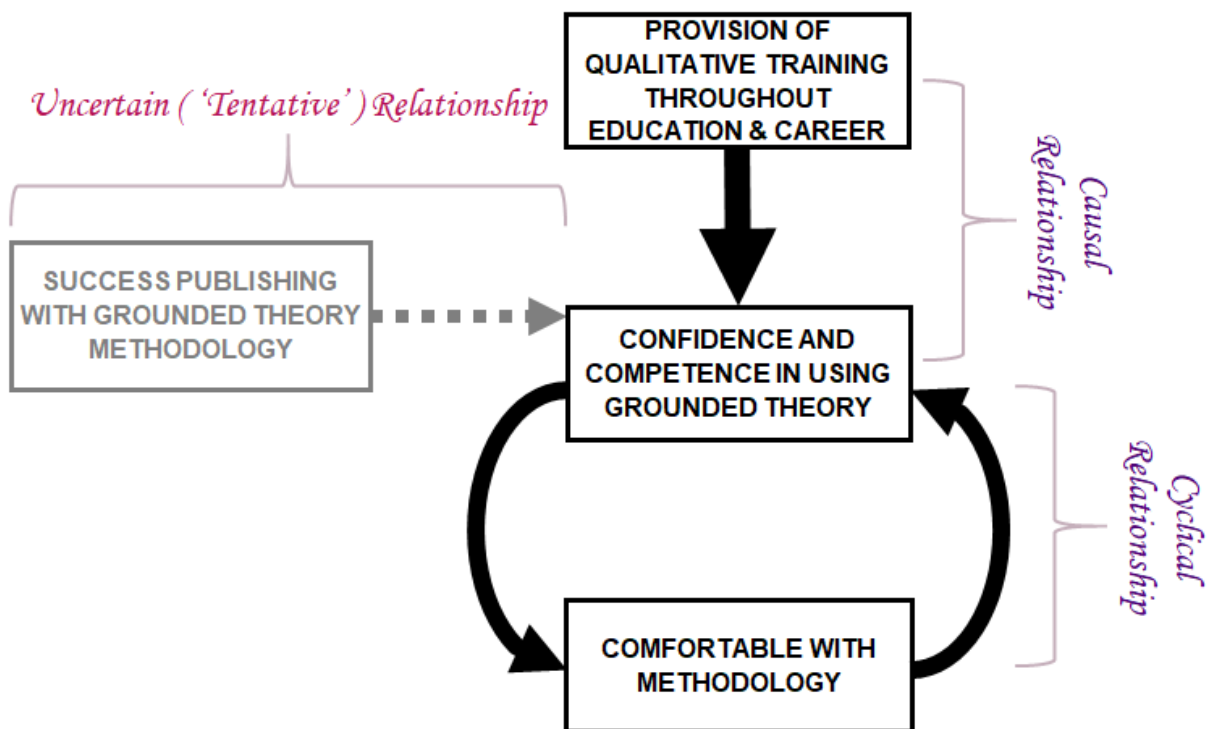 PROVISION OF
QUALITATIVE TRAINING
THROUGHOUT
EDUCATION & CAREER
Uncertain ( ‘Tentative’ ) Relationship
Causal
Relationship
SUCCESS PUBLISHING
WITH GROUNDED THEORY
METHODOLOGY
CONFIDENCE AND
COMPETENCE IN USING
GROUNDED THEORY
Cyclical
Relationship
COMFORTABLE WITH
METHODOLOGY